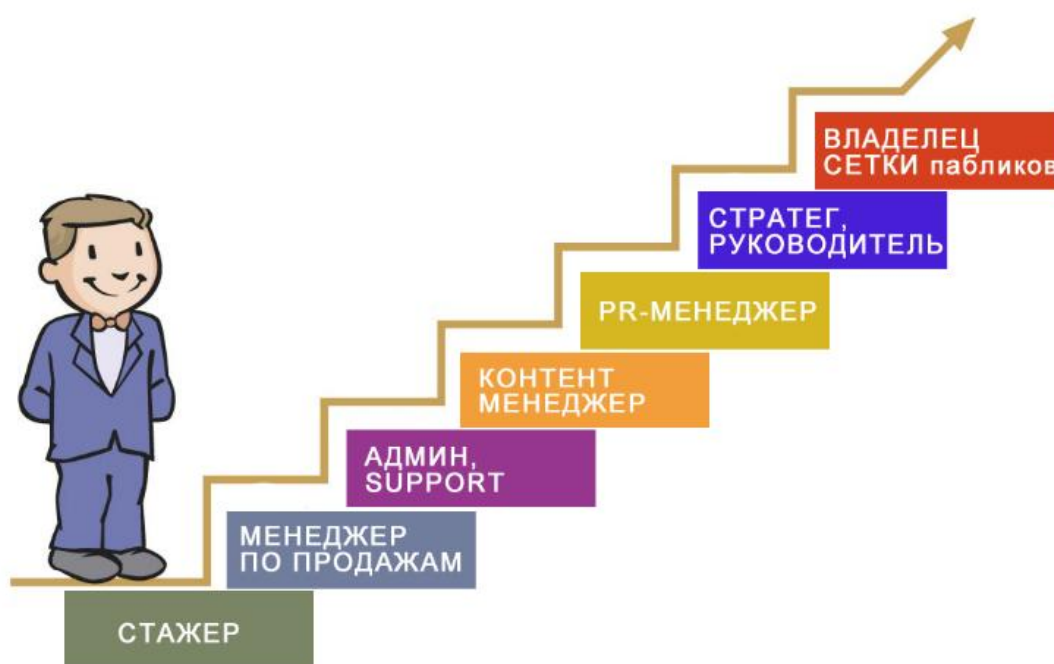 ВЛАДЕЛЕЦ
СЕТКИ пабликов
СТРАТЕГ,
РУКОВОДИТЕЛЬ
PR-МЕНЕДЖЕР
КОНТЕНТ
МЕНЕДЖЕР
АДМИН,
SUPPORT
МЕНЕДЖЕР
ПО ПРОДАЖАМ
СТАЖЕР